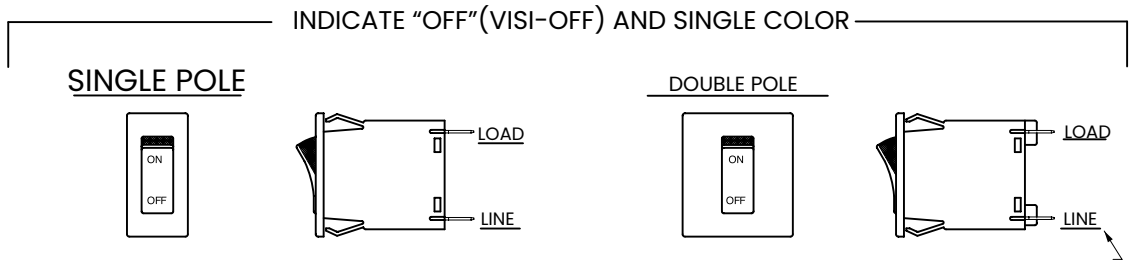 INDICATE “OFF”(VISI-OFF) AND SINGLE COLOR
SINGLE POLE
ON
OFF
LOAD
LINE
DOUBLE POLE
ON
OFF
LOAD
LINE